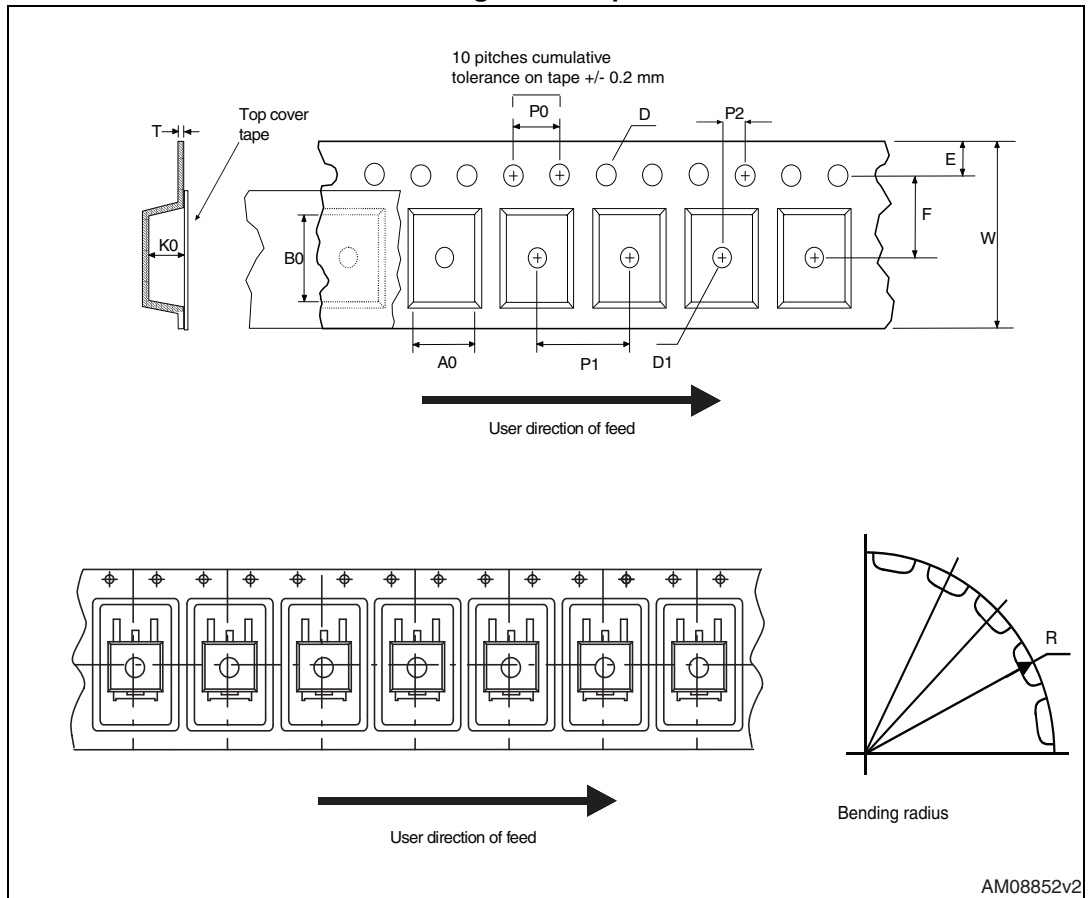 10 pitches cumulative
tolerance on tape +/- 0.2 mm
Top cover
tape
T
P0
D
P2
E
F
W
K0
B0
A0
P1
D1
User direction of feed
R
Bending radius
User direction of feed
AM08852v2